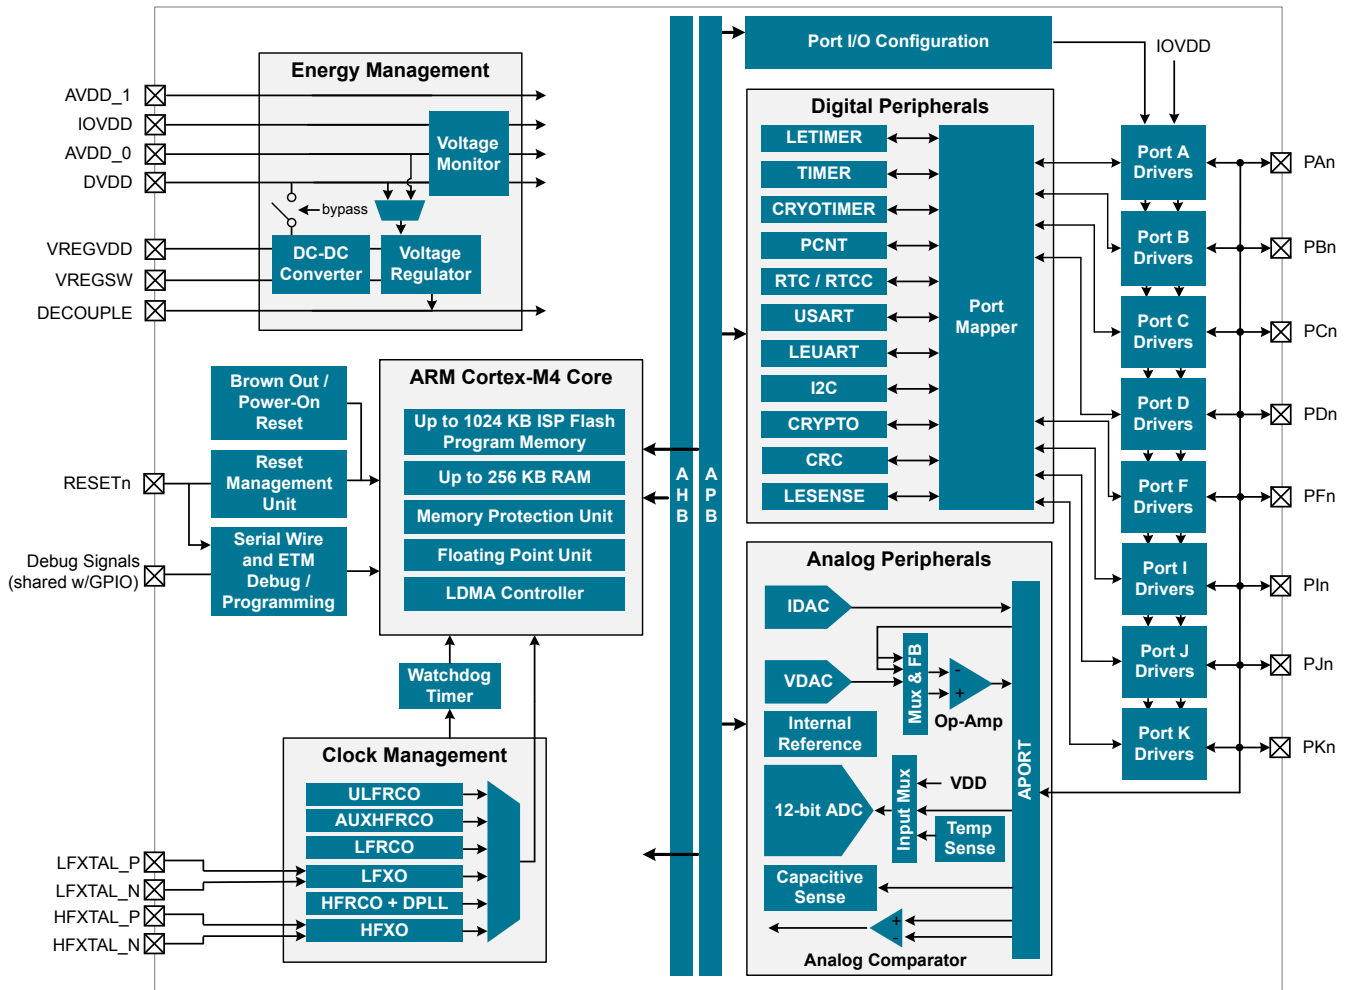 Energy Management
AVDD_1
IOVDD
AVDD_0
DVDD
VREGVDD
VREGSW
DECOUPLE
Voltage
Monitor
bypass
DC-DC
Converter
Voltage
Regulator
Brown Out /
Power-On
Reset
Reset
Management
Unit
Serial Wire
and ETM
Debug /
Programming
RESETn
Debug Signals
(shared w/GPIO)
ARM Cortex-M4 Core
Up to 1024 KB ISP Flash
Program Memory
Up to 256 KB RAM
Memory Protection Unit
Floating Point Unit
LDMA Controller
Watchdog
Timer
Clock Management
ULFRCO
AUXHFRCO
LFRCO
LFXO
HFRCO + DPLL
HFXO
LFXTAL_P
LFXTAL_N
HFXTAL_P
HFXTAL_N
A
H
B
A
P
B
Port I/O Configuration
IOVDD
Digital Peripherals
LETIMER
TIMER
CRYOTIMER
PCNT
RTC / RTCC
USART
LEUART
I2C
CRYPTO
CRC
LESENSE
Port
Mapper
Analog Peripherals
IDAC
VDAC
Mux & FB
-
+
Op-Amp
Internal
Reference
12-bit ADC
Input Mux
VDD
Temp
Sense
Capacitive
Sense
+
-
Analog Comparator
APORT
Port A
Drivers
Port B
Drivers
Port C
Drivers
Port D
Drivers
Port F
Drivers
Port I
Drivers
Port J
Drivers
Port K
Drivers
PAn
PBn
PCn
PDn
PFn
PIn
PJn
PKn